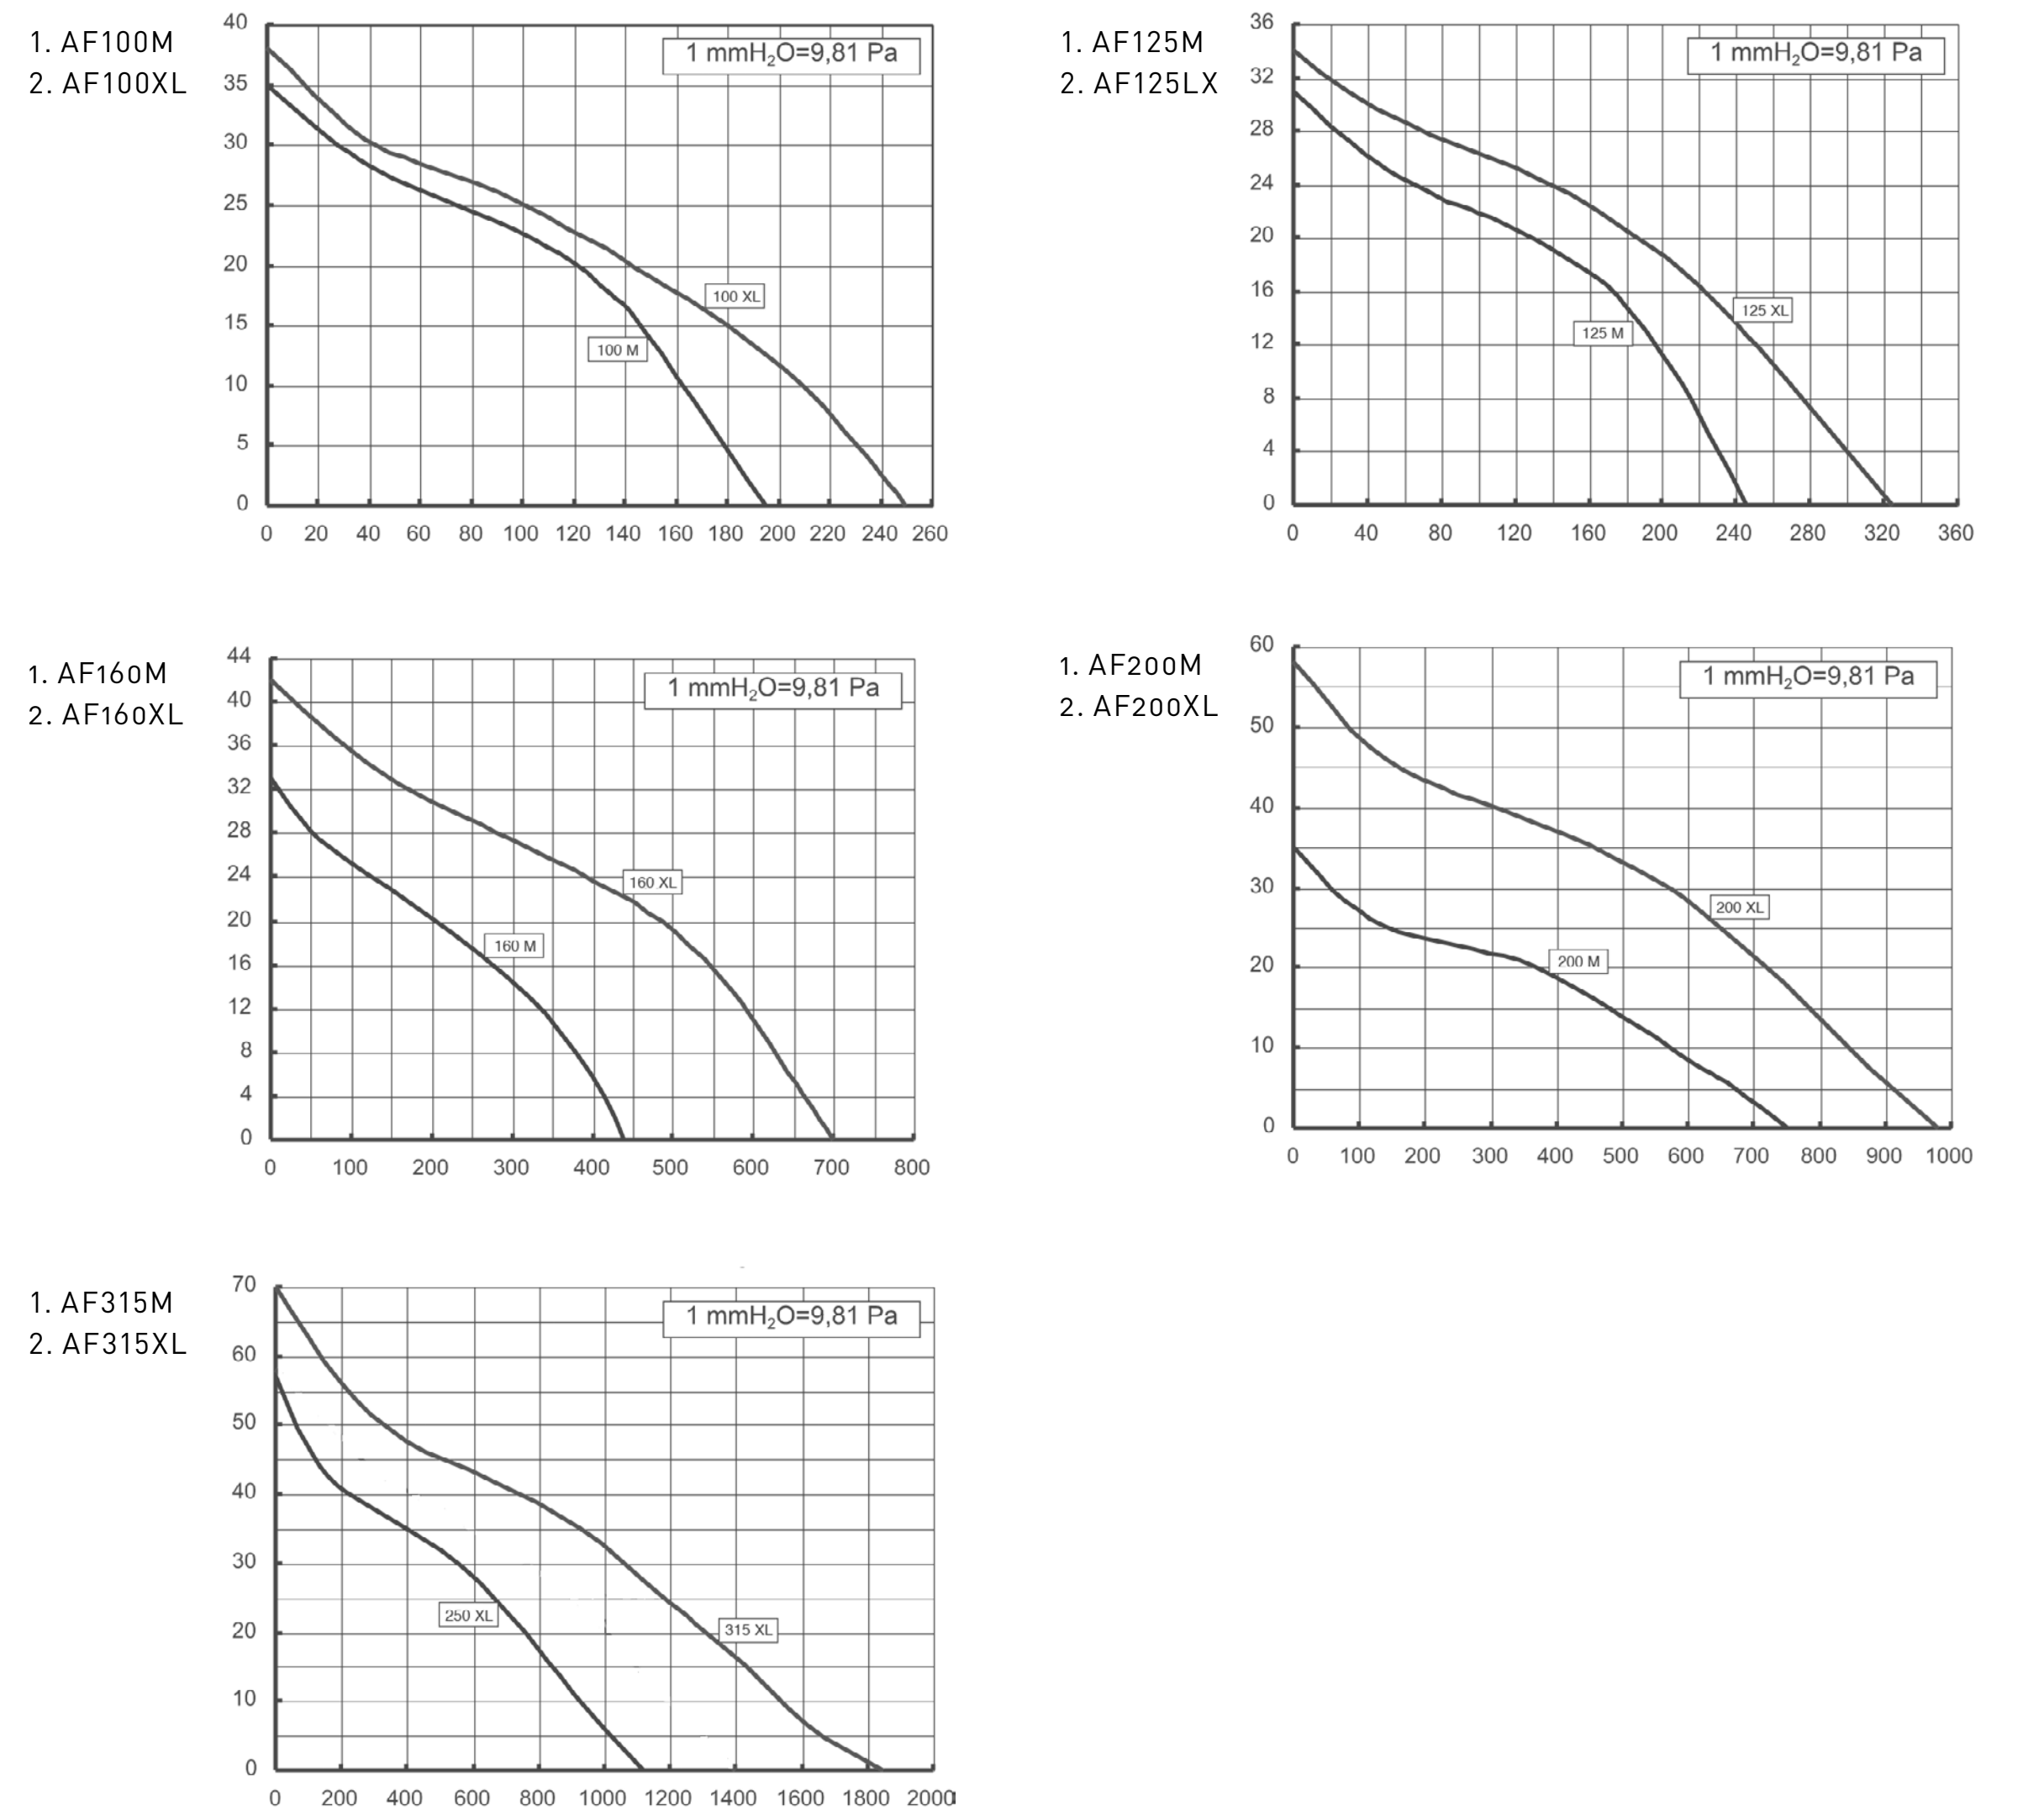 1. AF100M
2. AF100XL
1 mmH₂O=9,81 Pa
40
35
30
25
20
15
10
5
0
100 XL
100 M
0 20 40 60 80 100 120 140 160 180 200 220 240 260
1. AF125M
2. AF125LX
1 mmH₂O=9,81 Pa
36
32
28
24
20
16
12
8
4
0
125 XL
125 M
0 40 80 120 160 200 240 280 320 360
1. AF160M
2. AF160XL
1 mmH₂O=9,81 Pa
44
40
36
32
28
24
20
16
12
8
4
0
160 XL
160 M
0 100 200 300 400 500 600 700 800
1. AF200M
2. AF200XL
1 mmH₂O=9,81 Pa
60
50
40
30
20
10
0
200 XL
200 M
0 100 200 300 400 500 600 700 800 900 1000
1. AF315M
2. AF315XL
1 mmH₂O=9,81 Pa
70
60
50
40
30
20
10
0
250 XL
315 XL
0 200 400 600 800 1000 1200 1400 1600 1800 2000